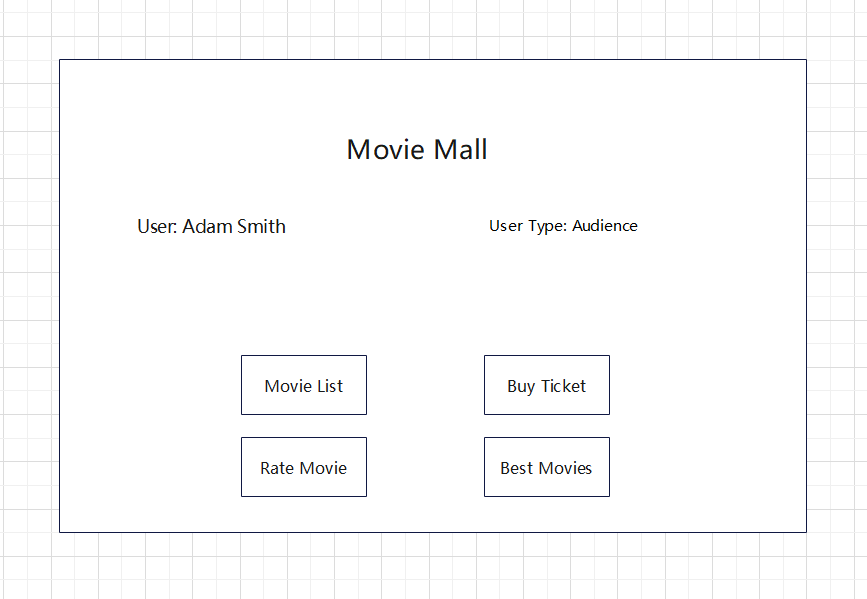 Movie Mall
User: Adam Smith
User Type: Audience
Movie List
Buy Ticket
Rate Movie
Best Movies